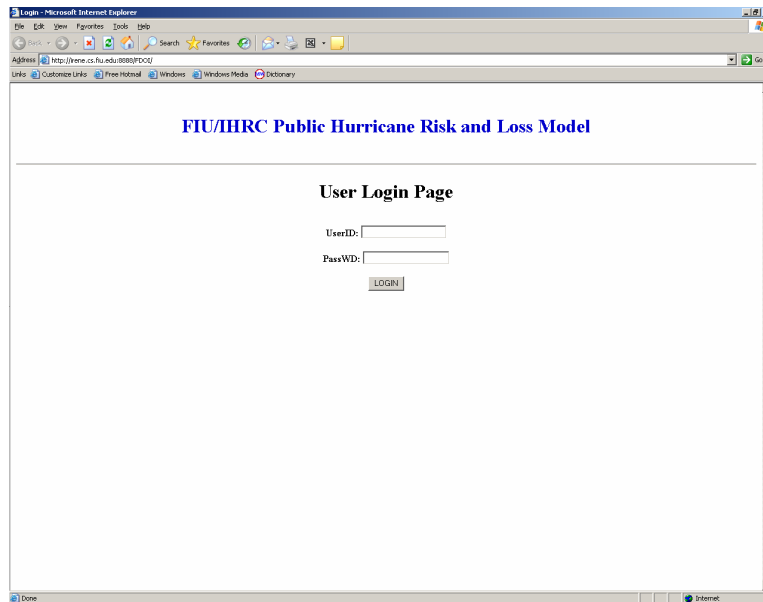 Login - Microsoft Internet Explorer
File Edit View Favorites Tools Help
Back Search Favorites
Address http://irene.cs.fiu.edu:8888/FDOI/ Go
Links Customize Links Free Hotmail Windows Windows Media Dictionary
FIU/IHRC Public Hurricane Risk and Loss Model
User Login Page
UserID:
PassWD:
LOGIN
Done Internet